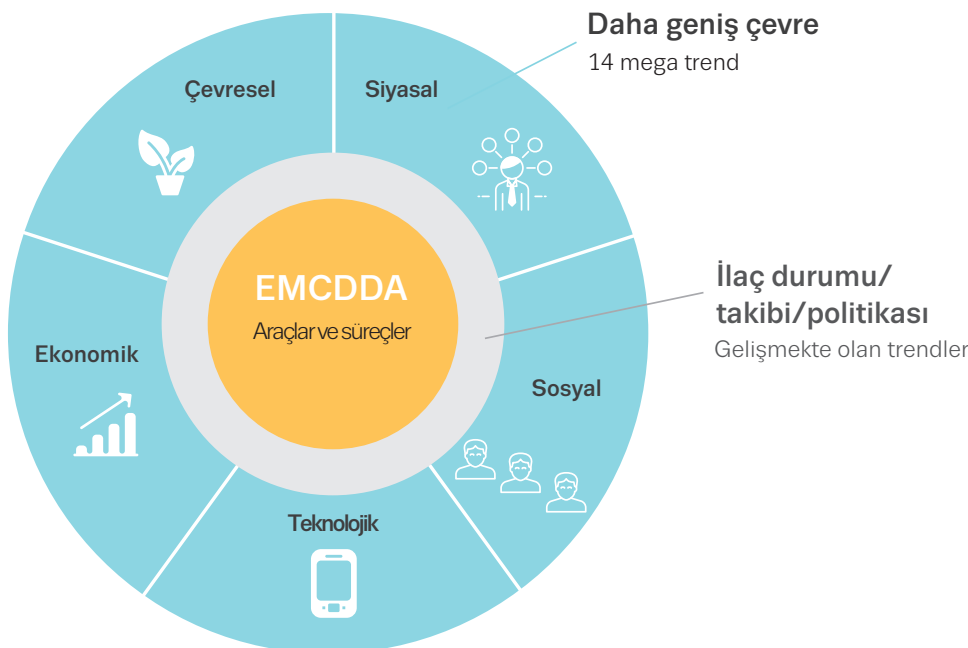 Daha geniş çevre
14 mega trend
Çevresel
Siyasal
EMCDDA
Araçlar ve süreçler
İlaç durumu/
takibi/politikası
Gelişmekte olan trendler
Ekonomik
Sosyal
Teknolojik